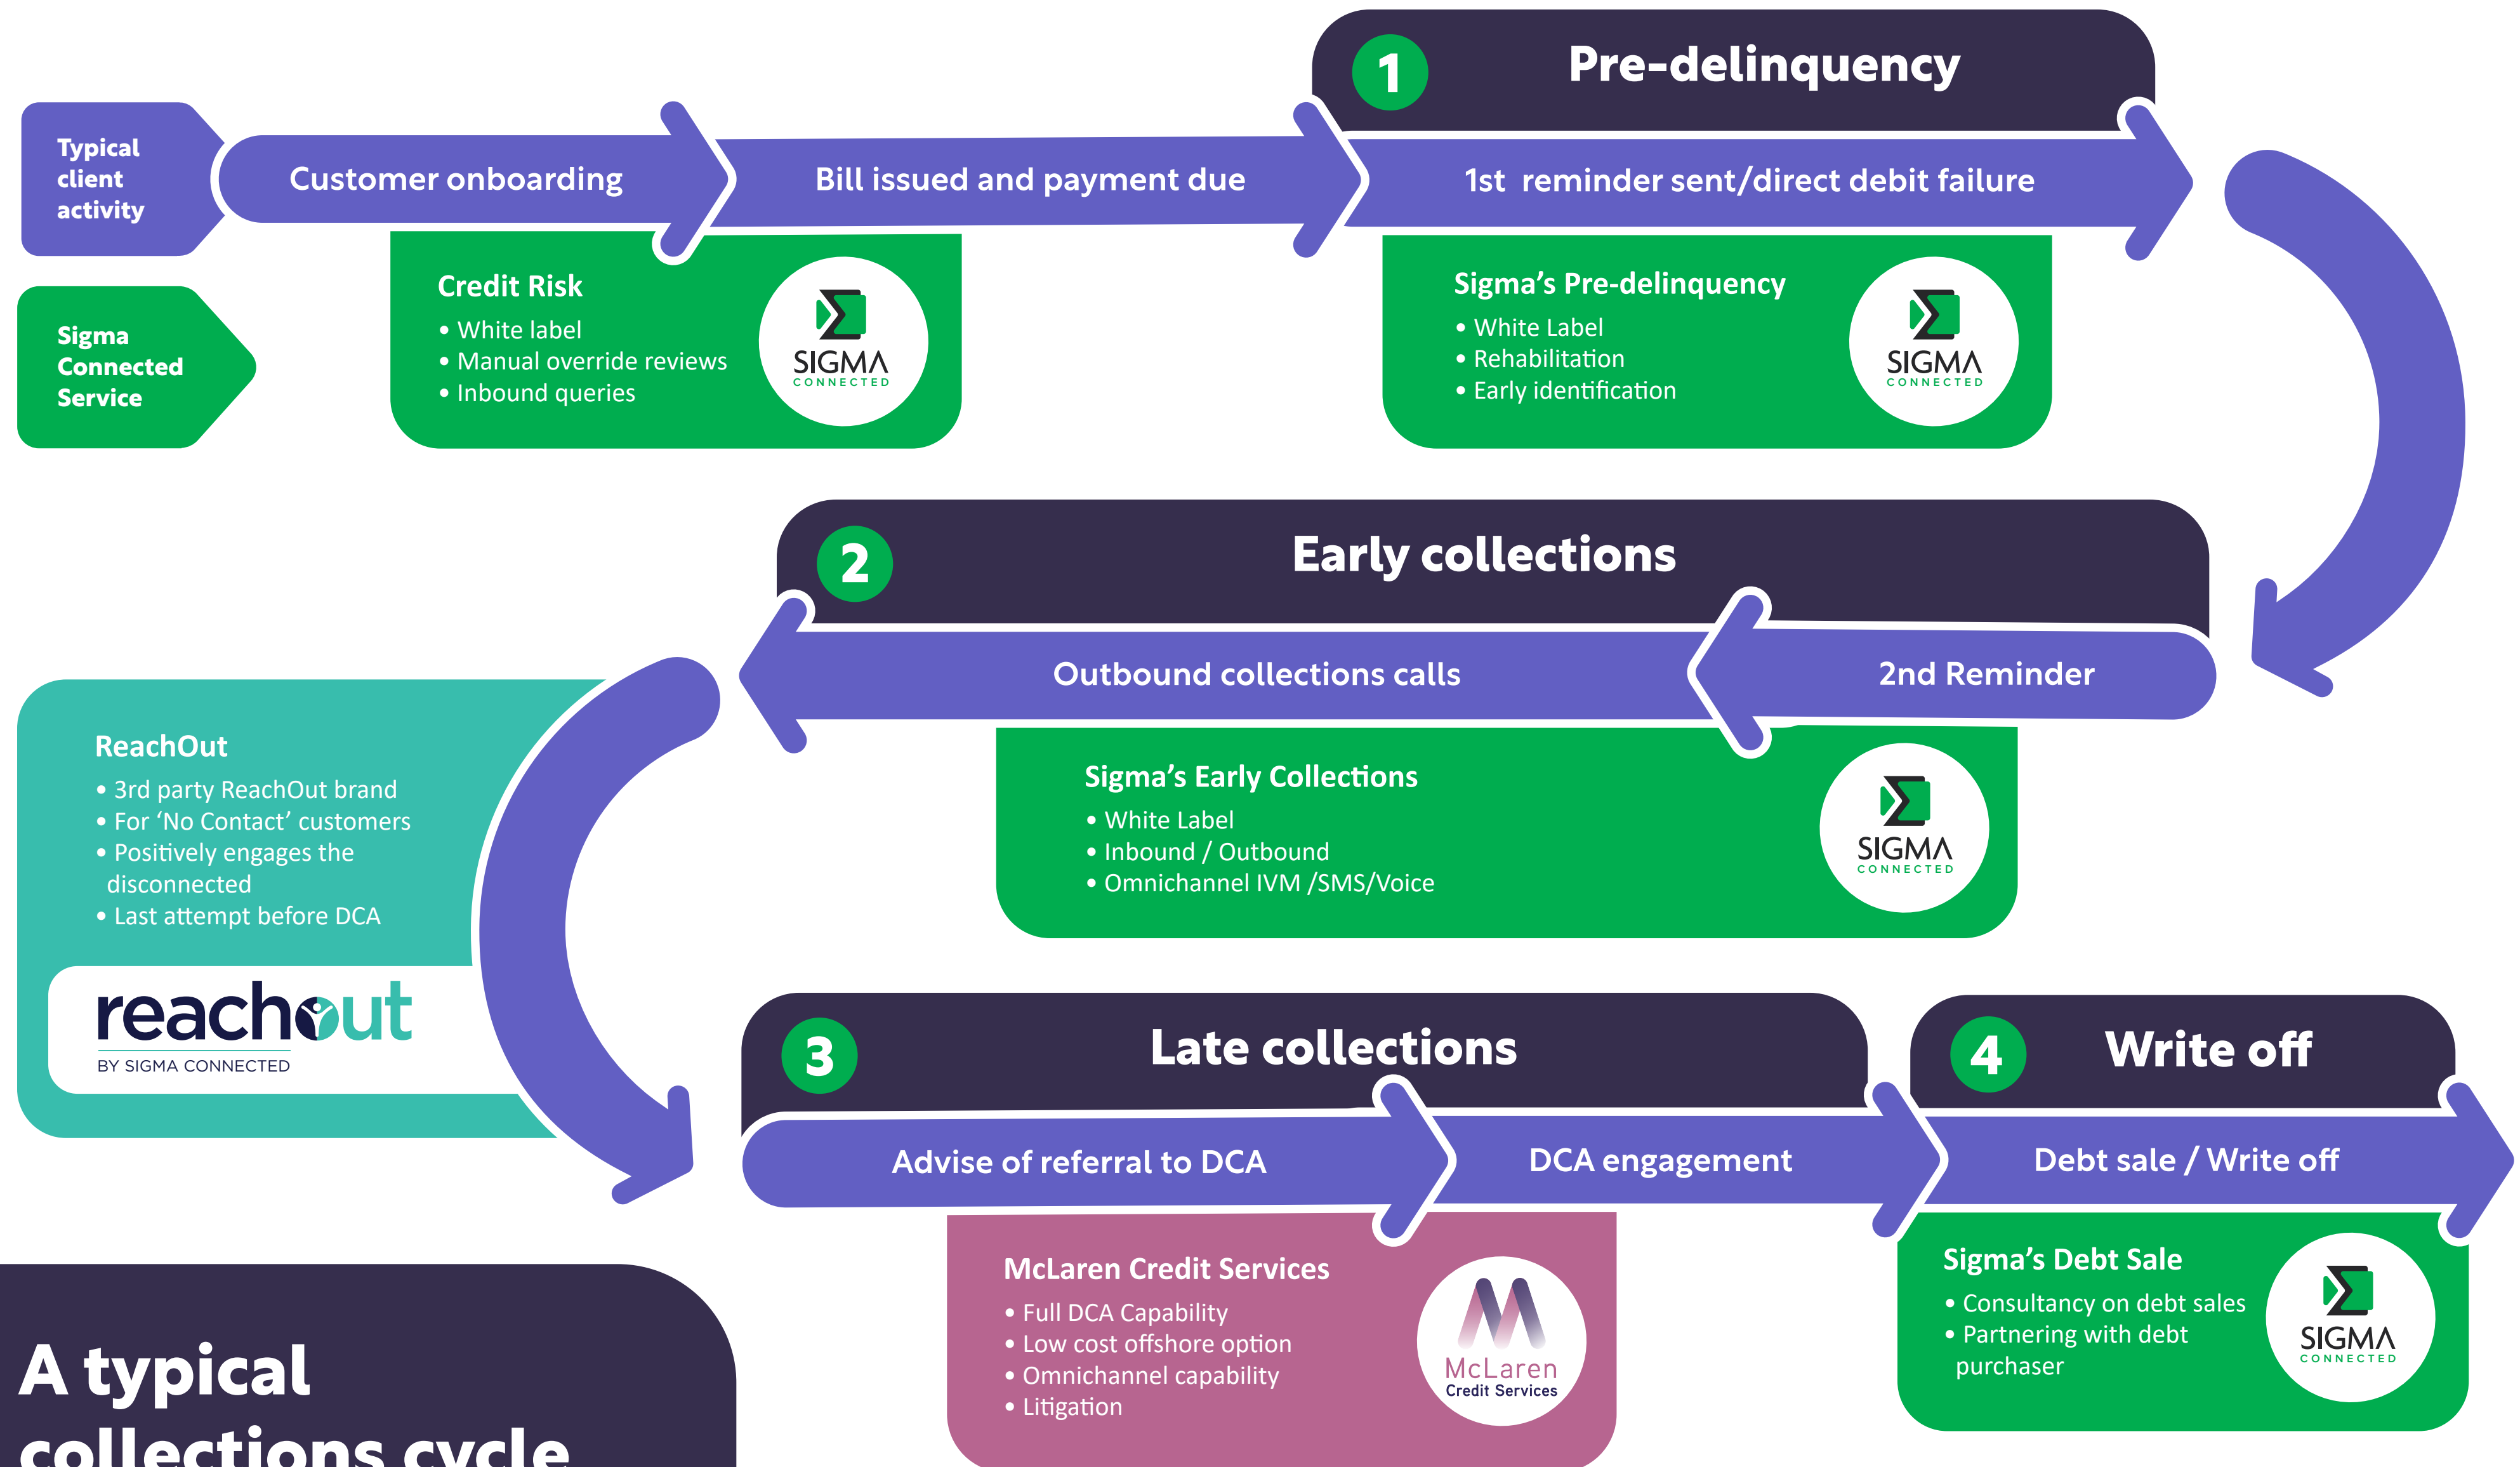 1
Pre-delinquency
Typical
client
activity
Customer onboarding
Bill issued and payment due
1st reminder sent/direct debit failure
Sigma
Connected
Service
Credit Risk
• White label
• Manual override reviews
• Inbound queries
SIGMA
CONNECTED
Sigma’s Pre-delinquency
• White Label
• Rehabilitation
• Early identification
SIGMA
CONNECTED
2
Early collections
Outbound collections calls
2nd Reminder
Sigma’s Early Collections
• White Label
• Inbound / Outbound
• Omnichannel IVM /SMS/Voice
SIGMA
CONNECTED
ReachOut
• 3rd party ReachOut brand
• For ‘No Contact’ customers
• Positively engages the
disconnected
• Last attempt before DCA
reachout
BY SIGMA CONNECTED
3
Late collections
4
Write off
Advise of referral to DCA
DCA engagement
Debt sale / Write off
McLaren Credit Services
• Full DCA Capability
• Low cost offshore option
• Omnichannel capability
• Litigation
McLaren
Credit Services
Sigma’s Debt Sale
• Consultancy on debt sales
• Partnering with debt
purchaser
SIGMA
CONNECTED
A typical
collections cycle